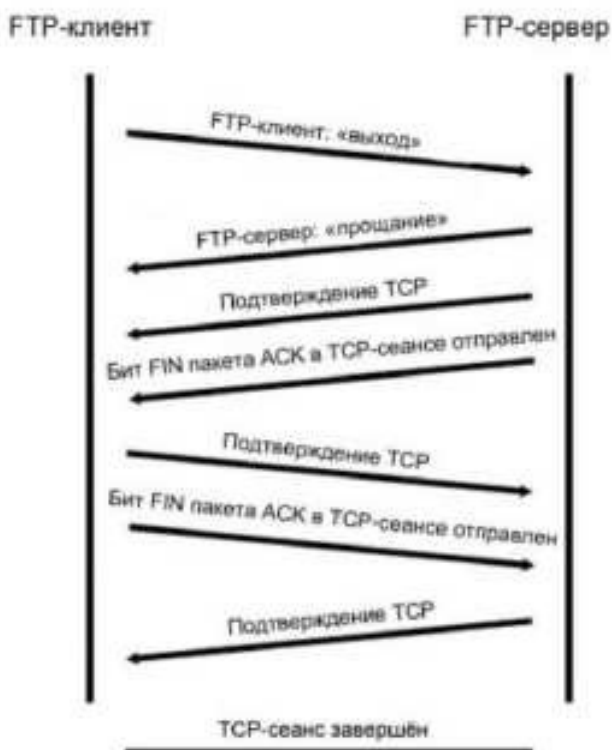 FTP-клиент
FTP-сервер
FTP-клиент: «выход»
FTP-сервер: «прощание»
Подтверждение TCP
Бит FIN пакета ACK в TCP-сеансе отправлен
Подтверждение TCP
Бит FIN пакета ACK в TCP-сеансе отправлен
Подтверждение TCP
TCP-сеанс завершён